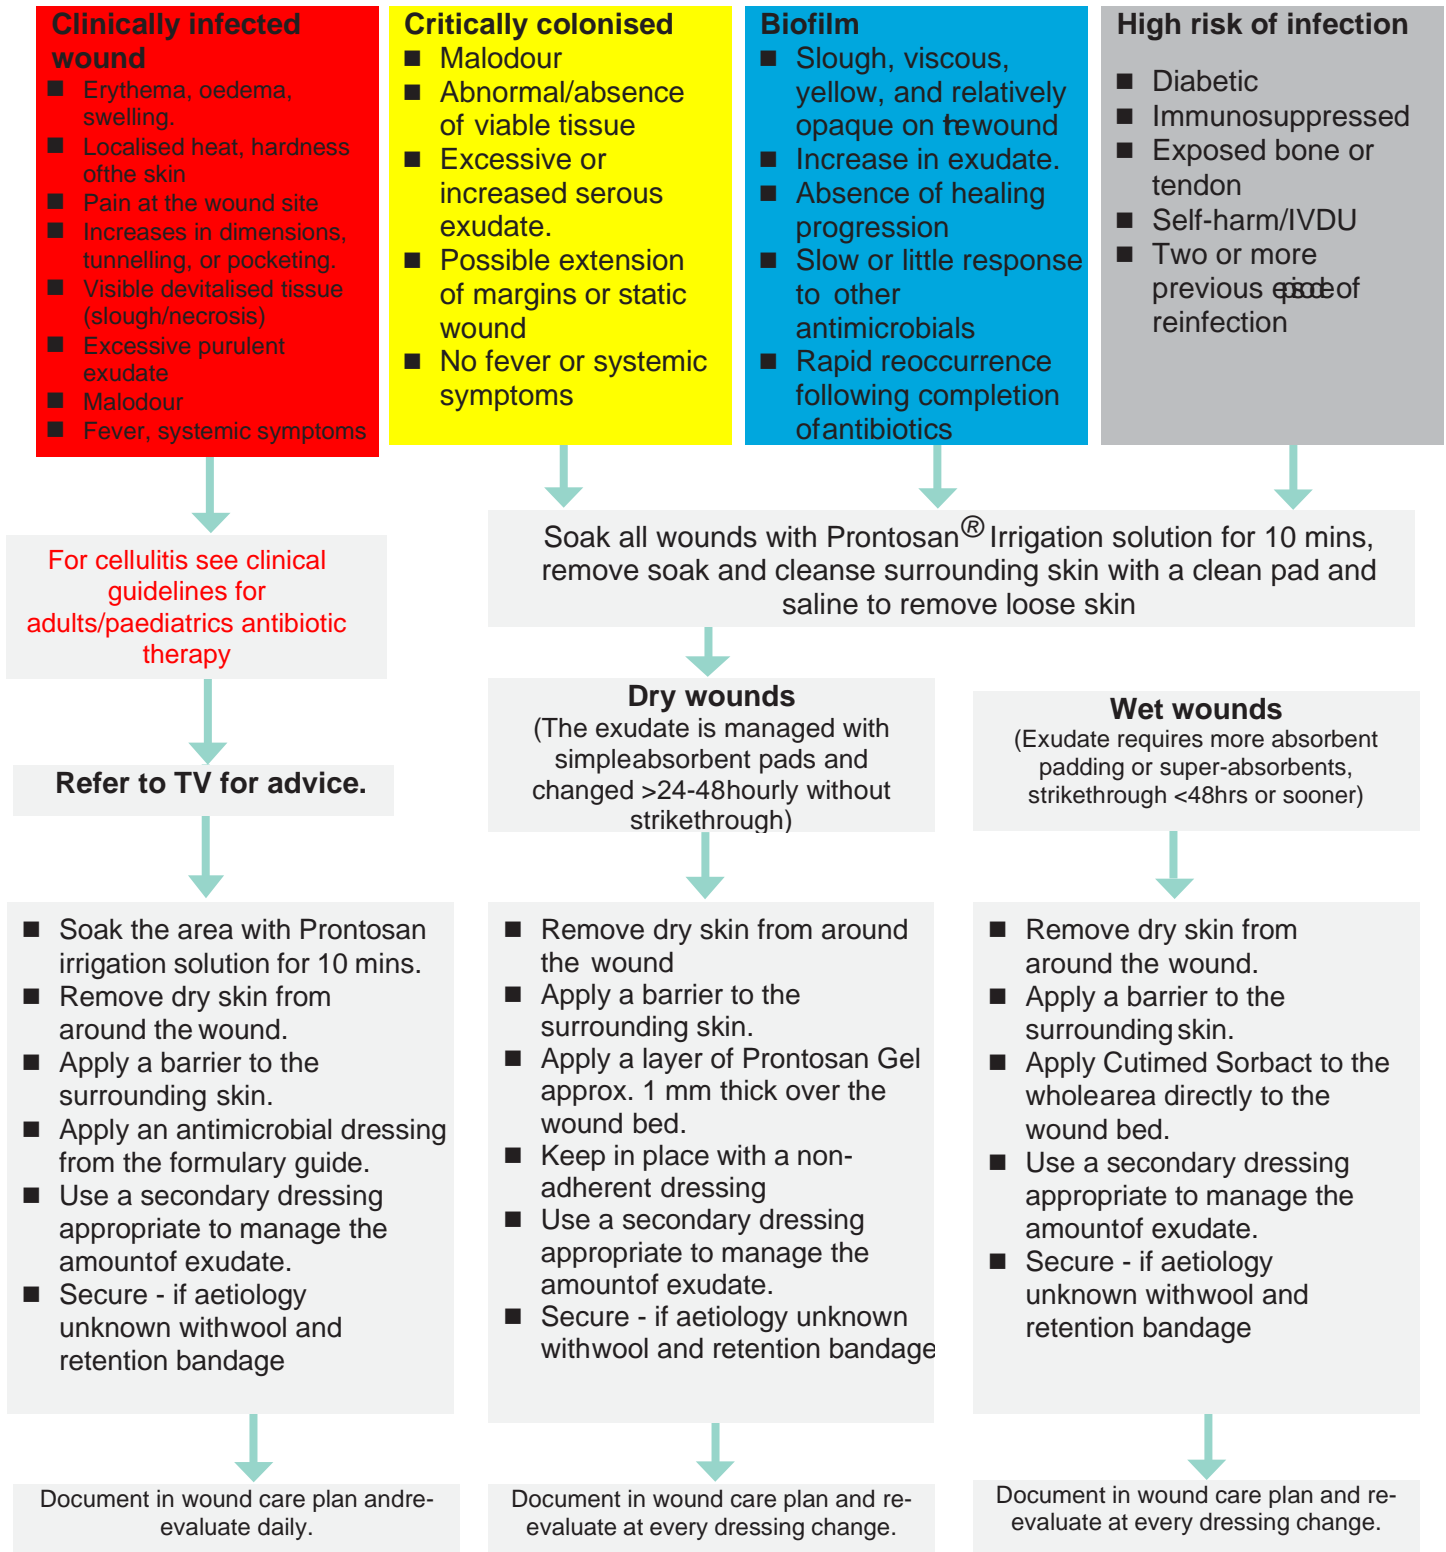 Clinically infected
wound
■ Erythema, oedema,
swelling.
■ Localised heat, hardness
ofthe skin
■ Pain at the wound site
■ Increases in dimensions,
tunnelling, or pocketing.
■ Visible devitalised tissue
(slough/necrosis)
■ Excessive purulent
exudate
■ Malodour
■ Fever, systemic symptoms
Critically colonised
■ Malodour
■ Abnormal/absence
of viable tissue
■ Excessive or
increased serous
exudate.
■ Possible extension
of margins or static
wound
■ No fever or systemic
symptoms
Biofilm
■ Slough, viscous,
yellow, and relatively
opaque on the wound
■ Increase in exudate.
■ Absence of healing
progression
■ Slow or little response
to other
antimicrobials
■ Rapid reoccurrence
following completion
ofantibiotics
High risk of infection
■ Diabetic
■ Immunosuppressed
■ Exposed bone or
tendon
■ Self-harm/IVDU
■ Two or more
previous episode of
reinfection
For cellulitis see clinical
guidelines for
adults/paediatrics antibiotic
therapy
Refer to TV for advice.
■ Soak the area with Prontosan
irrigation solution for 10 mins.
■ Remove dry skin from
around the wound.
■ Apply a barrier to the
surrounding skin.
■ Apply an antimicrobial dressing
from the formulary guide.
■ Use a secondary dressing
appropriate to manage the
amountof exudate.
■ Secure - if aetiology
unknown withwool and
retention bandage
Document in wound care plan andre-
evaluate daily.
Soak all wounds with Prontosan® Irrigation solution for 10 mins,
remove soak and cleanse surrounding skin with a clean pad and
saline to remove loose skin
Dry wounds
(The exudate is managed with
simpleabsorbent pads and
changed >24-48hourly without
strikethrough)
■ Remove dry skin from around
the wound
■ Apply a barrier to the
surrounding skin.
■ Apply a layer of Prontosan Gel
approx. 1 mm thick over the
wound bed.
■ Keep in place with a non-
adherent dressing
■ Use a secondary dressing
appropriate to manage the
amountof exudate.
■ Secure - if aetiology unknown
withwool and retention bandage
Document in wound care plan and re-
evaluate at every dressing change.
Wet wounds
(Exudate requires more absorbent
padding or super-absorbents,
strikethrough <48hrs or sooner)
■ Remove dry skin from
around the wound.
■ Apply a barrier to the
surrounding skin.
■ Apply Cutimed Sorbact to the
wholearea directly to the
wound bed.
■ Use a secondary dressing
appropriate to manage the
amountof exudate.
■ Secure - if aetiology
unknown withwool and
retention bandage
Document in wound care plan and re-
evaluate at every dressing change.